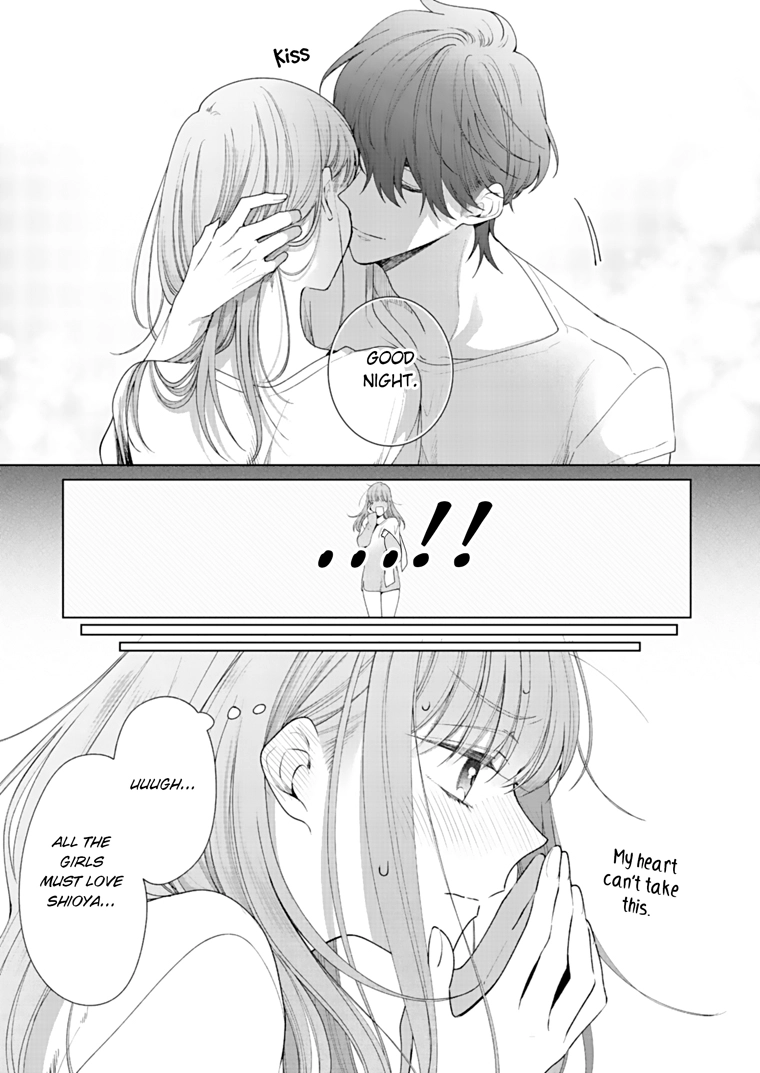 Kiss
GOOD
NIGHT.
...!!
UUUGH...
ALL THE
GIRLS
MUST LOVE
SHIOYA...
My heart
can't take
this.